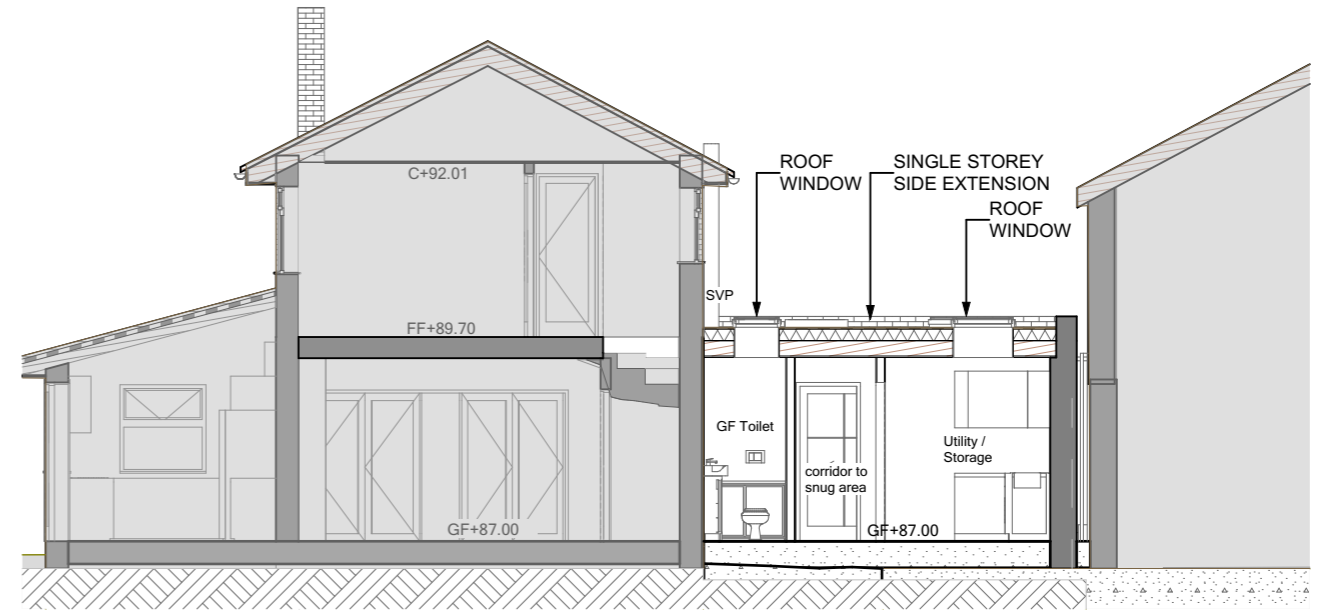 C+92.01
ROOF
WINDOW
SINGLE STOREY
SIDE EXTENSION
ROOF
WINDOW
SVP
FF+89.70
GF Toilet
corridor to
snug area
Utility /
Storage
GF+87.00
GF+87.00